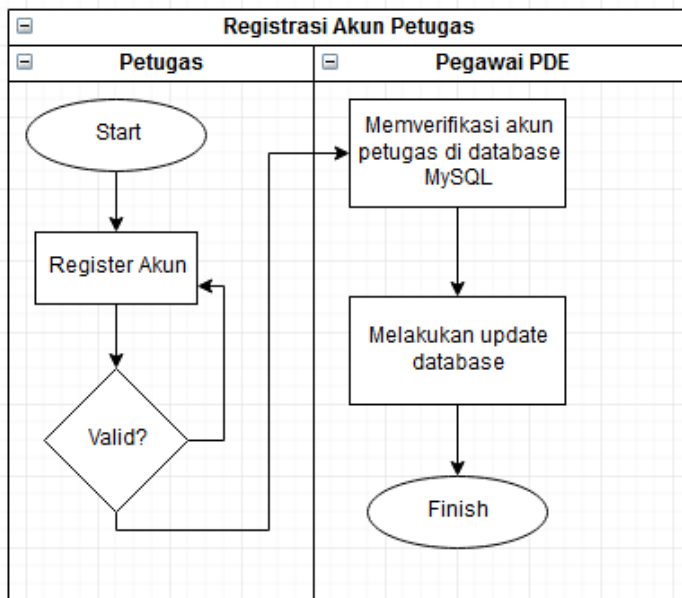 Registrasi Akun Petugas
Petugas
Pegawai PDE
Start
Register Akun
Valid?
Memverifikasi akun
petugas di database
MySQL
Melakukan update
database
Finish